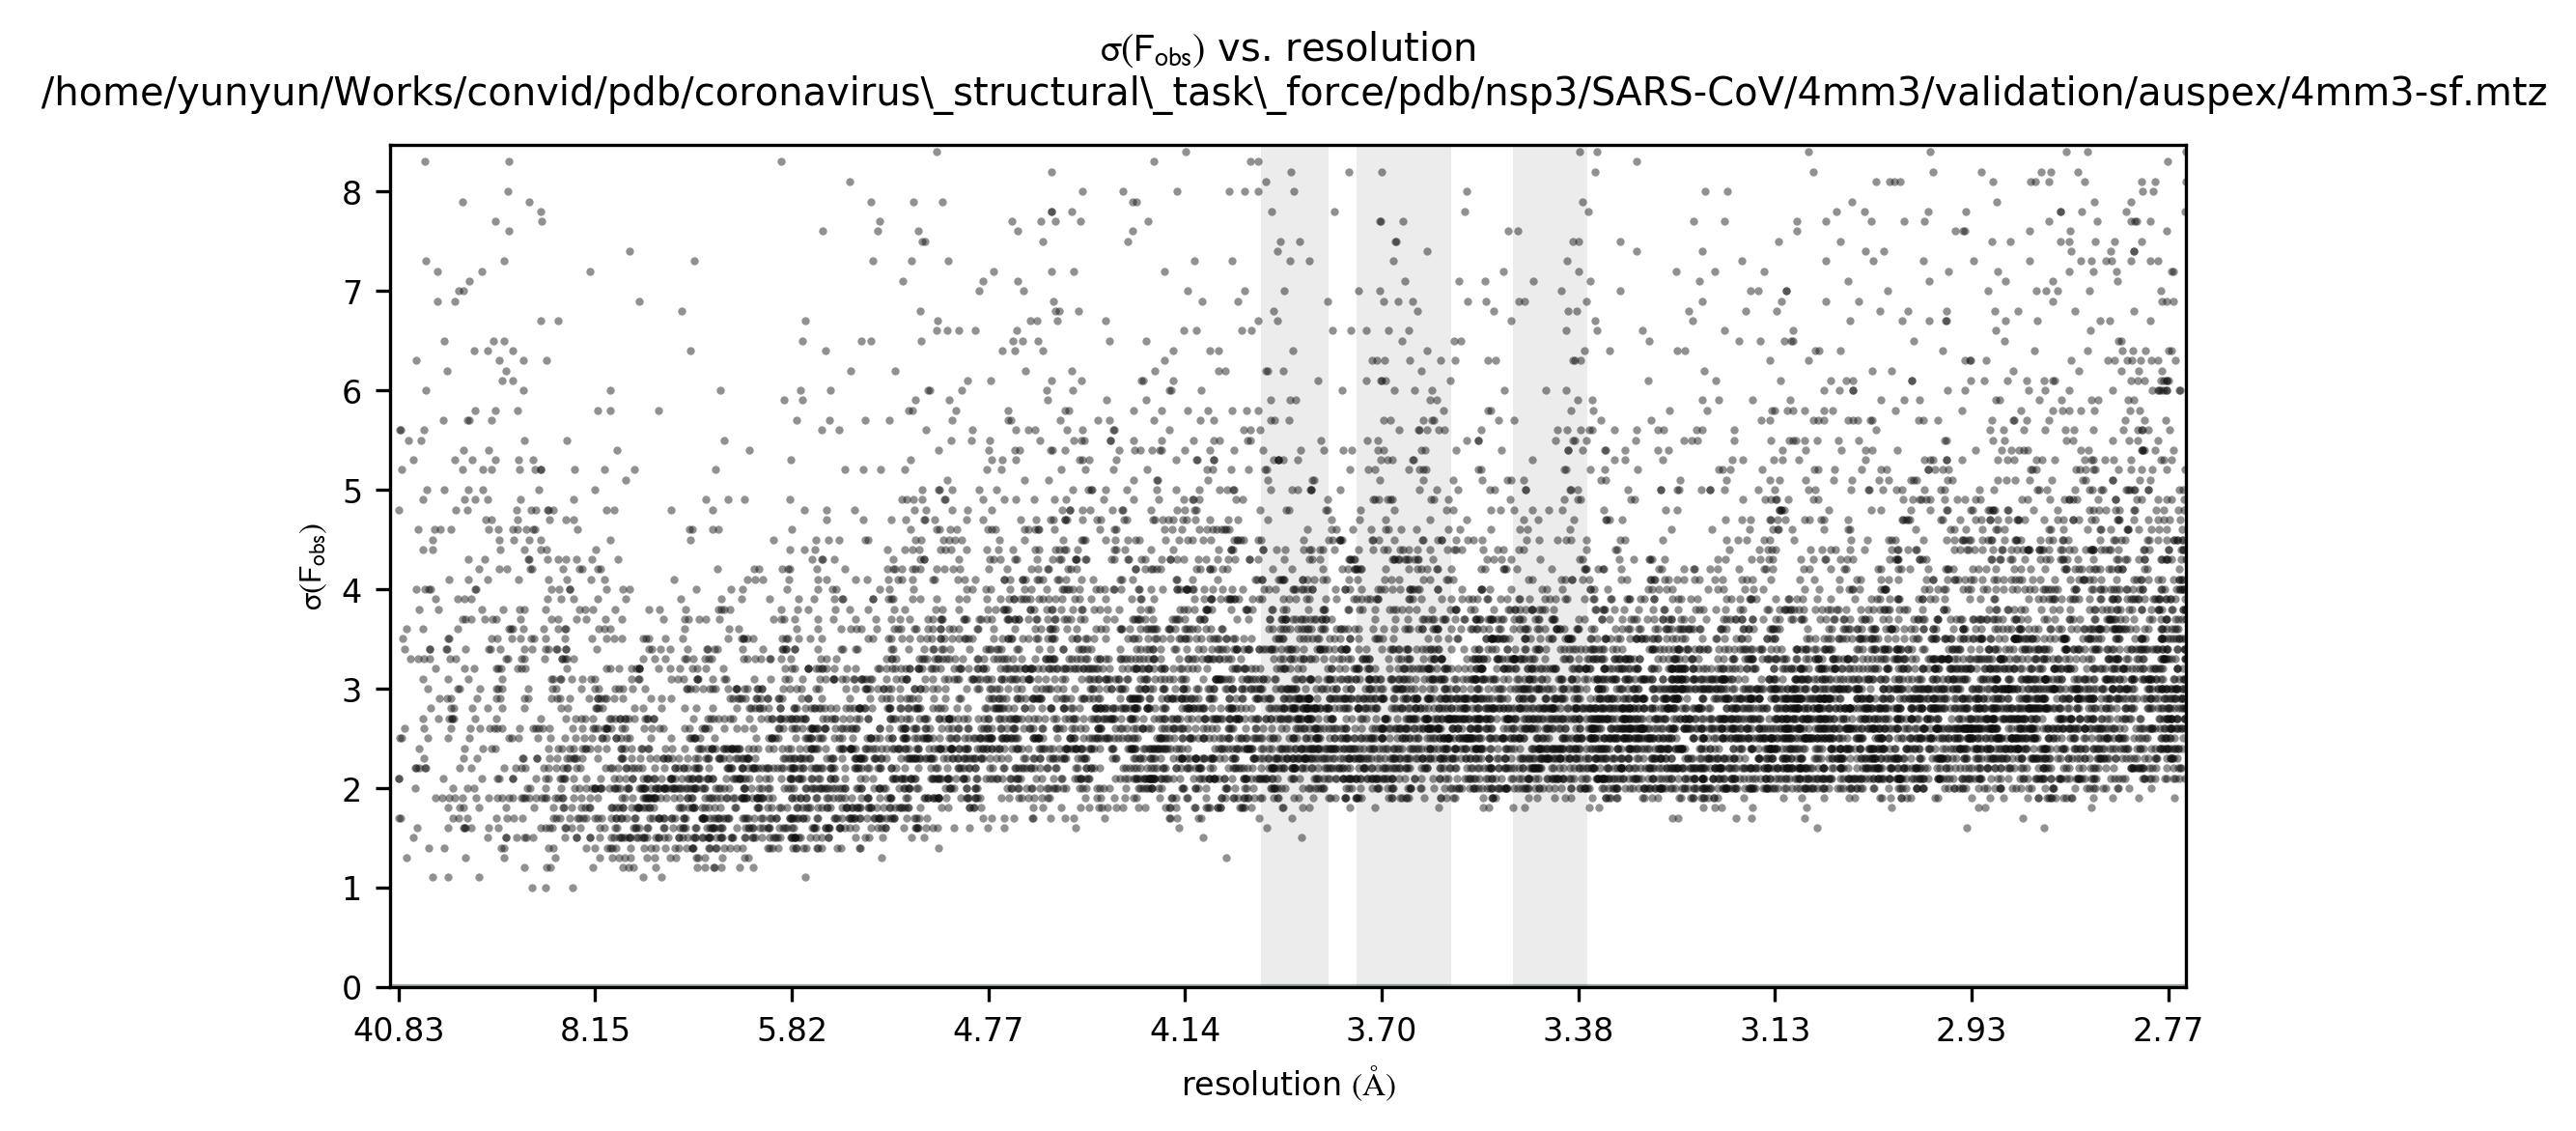 σ(Fobs) vs. resolution
/home/yunyun/Works/convid/pdb/coronavirus\_structural\_task\_force/pdb/nsp3/SARS-CoV/4mm3/validation/auspex/4mm3-sf.mtz
8
7
6
5
4
3
2
1
0
σ(Fobs)
40.83 8.15 5.82 4.77 4.14 3.70 3.38 3.13 2.93 2.77
resolution (Å)